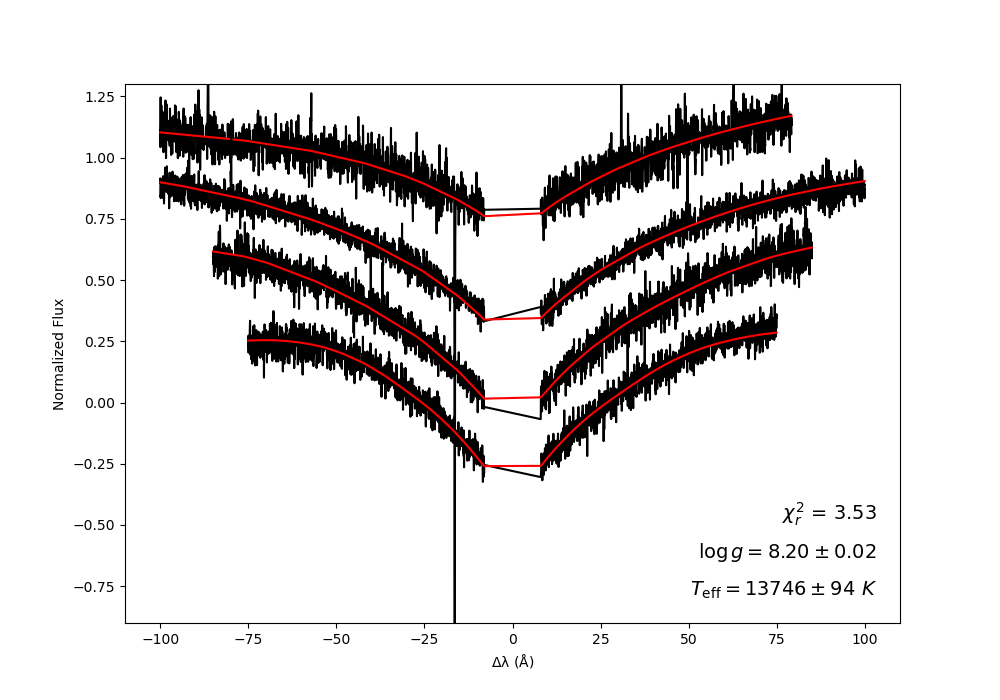 1.25
1.00
0.75
0.50
0.25
0.00
−0.25
−0.50
−0.75
Normalized Flux
χ²ᵣ = 3.53
log g = 8.20 ± 0.02
T_eff = 13746 ± 94 K
−100 −75 −50 −25 0 25 50 75 100
Δλ (Å)